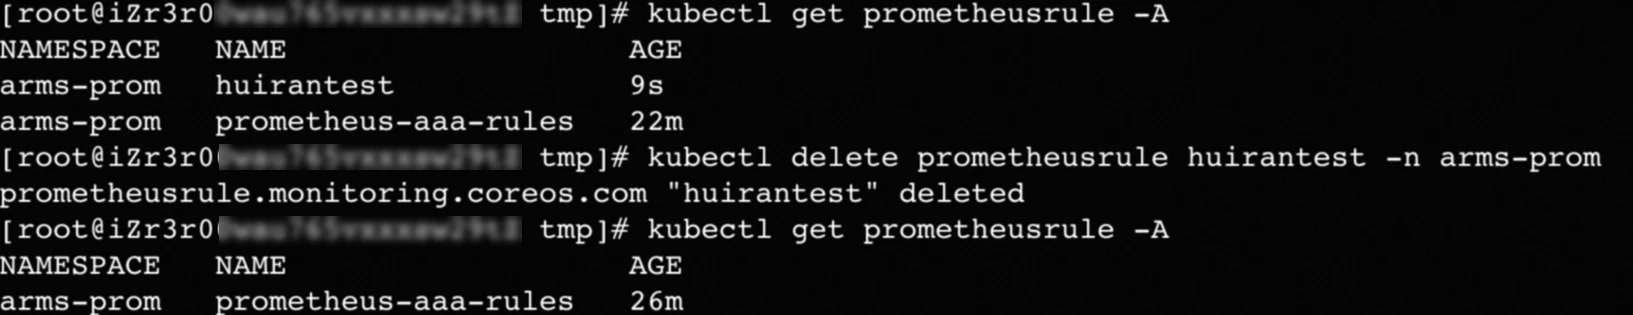 [root@iZr3r0 tmp]# kubectl get prometheusrule -A
NAMESPACE NAME AGE
arms-prom huirantest 9s
arms-prom prometheus-aaa-rules 22m
[root@iZr3r0 tmp]# kubectl delete prometheusrule huirantest -n arms-prom
prometheusrule.monitoring.coreos.com "huirantest" deleted
[root@iZr3r0 tmp]# kubectl get prometheusrule -A
NAMESPACE NAME AGE
arms-prom prometheus-aaa-rules 26m